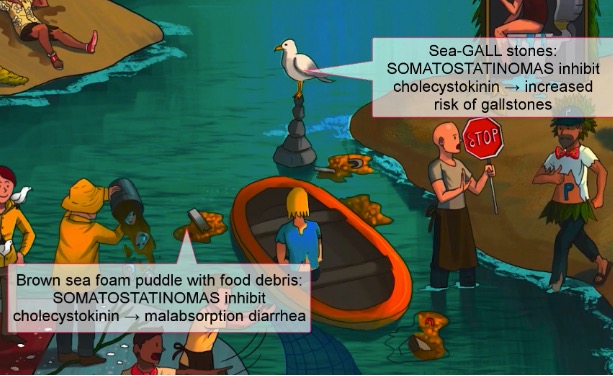 Sea-GALL stones:
SOMATOSTATINOMAS inhibit
cholecystokinin → increased
risk of gallstones
STOP
P
Brown sea foam puddle with food debris:
SOMATOSTATINOMAS inhibit
cholecystokinin → malabsorption diarrhea